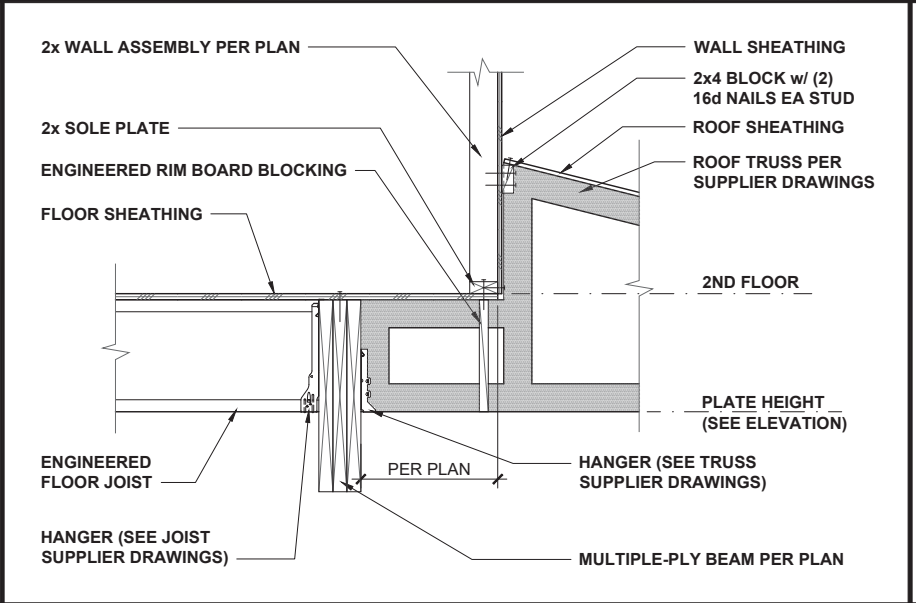 2x WALL ASSEMBLY PER PLAN
2x SOLE PLATE
ENGINEERED RIM BOARD BLOCKING
FLOOR SHEATHING
WALL SHEATHING
2x4 BLOCK w/ (2)
16d NAILS EA STUD
ROOF SHEATHING
ROOF TRUSS PER
SUPPLIER DRAWINGS
2ND FLOOR
PLATE HEIGHT
(SEE ELEVATION)
ENGINEERED
FLOOR JOIST
PER PLAN
HANGER (SEE TRUSS
SUPPLIER DRAWINGS)
HANGER (SEE JOIST
SUPPLIER DRAWINGS)
MULTIPLE-PLY BEAM PER PLAN